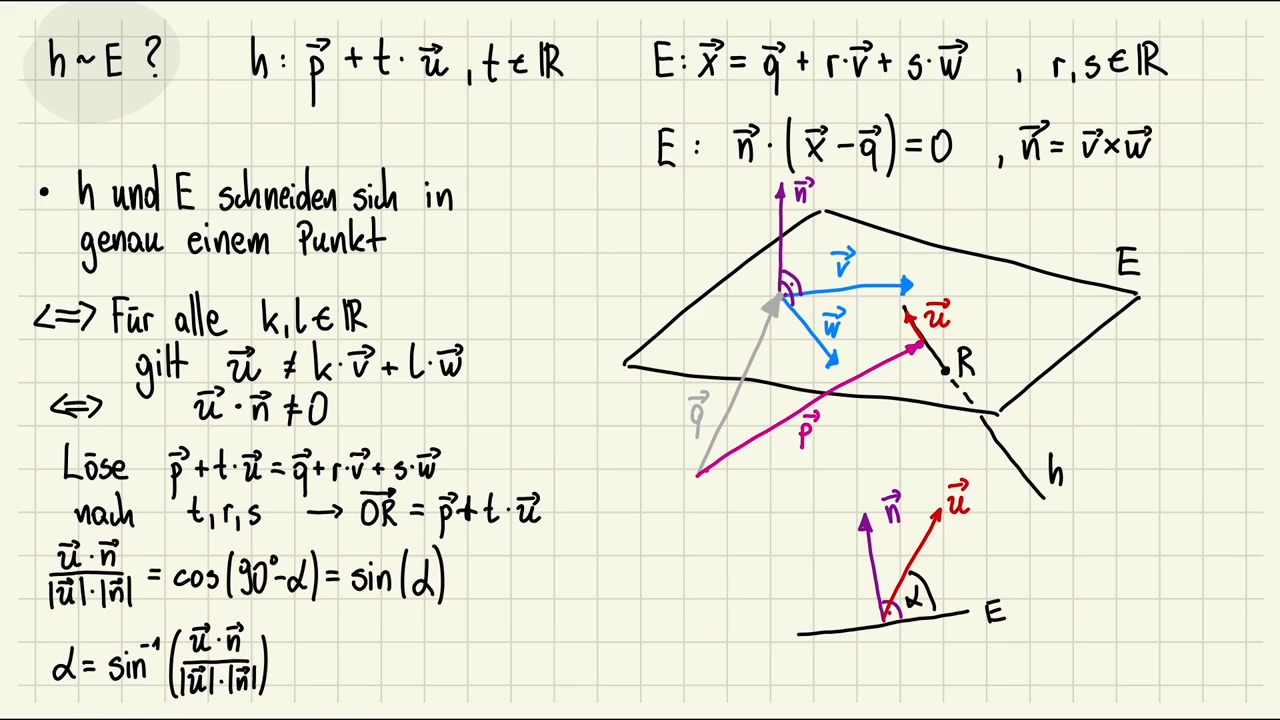 h ~ E ?
h : p⃗ + t · u⃗ , t ∈ ℝ
E : x⃗ = q⃗ + r · v⃗ + s · w⃗ , r, s ∈ ℝ
E : n⃗ · (x⃗ - q⃗) = 0 , n⃗ = v⃗ × w⃗
• h und E schneiden sich in
genau einem Punkt
<=> Für alle k, l ∈ ℝ
gilt u⃗ ≠ k · v⃗ + l · w⃗
<=> u⃗ · n⃗ ≠ 0
Löse p⃗ + t · u⃗ = q⃗ + r · v⃗ + s · w⃗
nach t, r, s → OR⃗ = p⃗ + t · u⃗
u⃗ · n⃗ / |u⃗| · |n⃗| = cos(90° - α) = sin(α)
α = sin⁻¹(u⃗ · n⃗ / |u⃗| · |n⃗|)
n⃗
v⃗
E
w⃗
u⃗
R
q⃗
p⃗
h
n⃗
u⃗
α
E